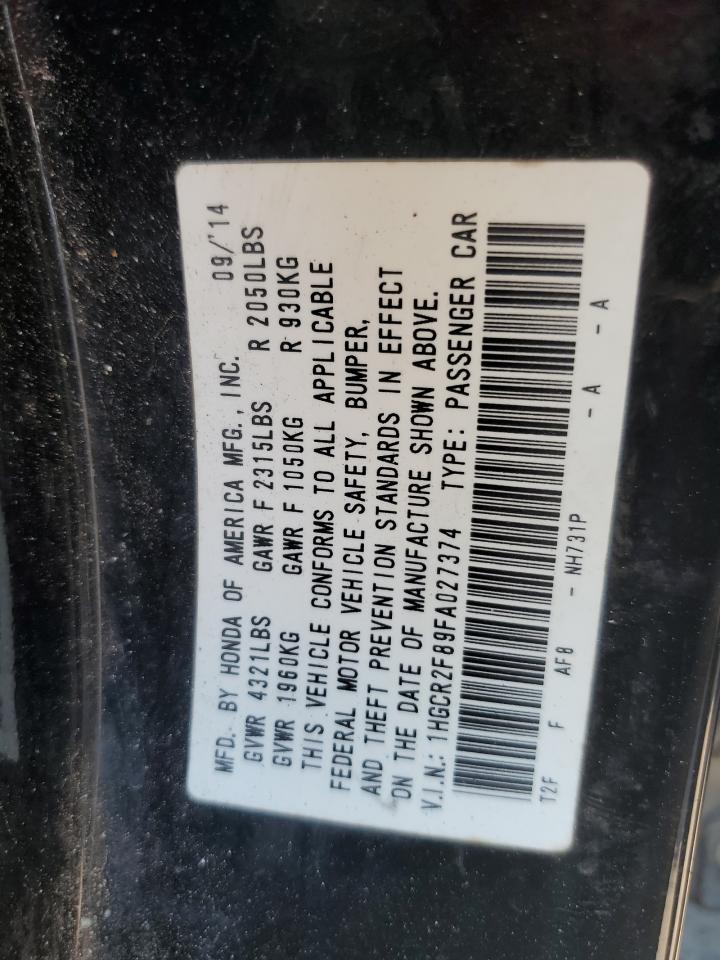 MFD. BY HONDA OF AMERICA MFG., INC. 09/'14
GVWR 4321LBS GAWR F 2315LBS R 2050LBS
GVWR 1960KG GAWR F 1050KG R 930KG
THIS VEHICLE CONFORMS TO ALL APPLICABLE
FEDERAL MOTOR VEHICLE SAFETY, BUMPER,
AND THEFT PREVENTION STANDARDS IN EFFECT
ON THE DATE OF MANUFACTURE SHOWN ABOVE.
V.I.N.: 1HGCR2F89FA027374 TYPE: PASSENGER CAR
T2F F AF8 - NH731P - A - A